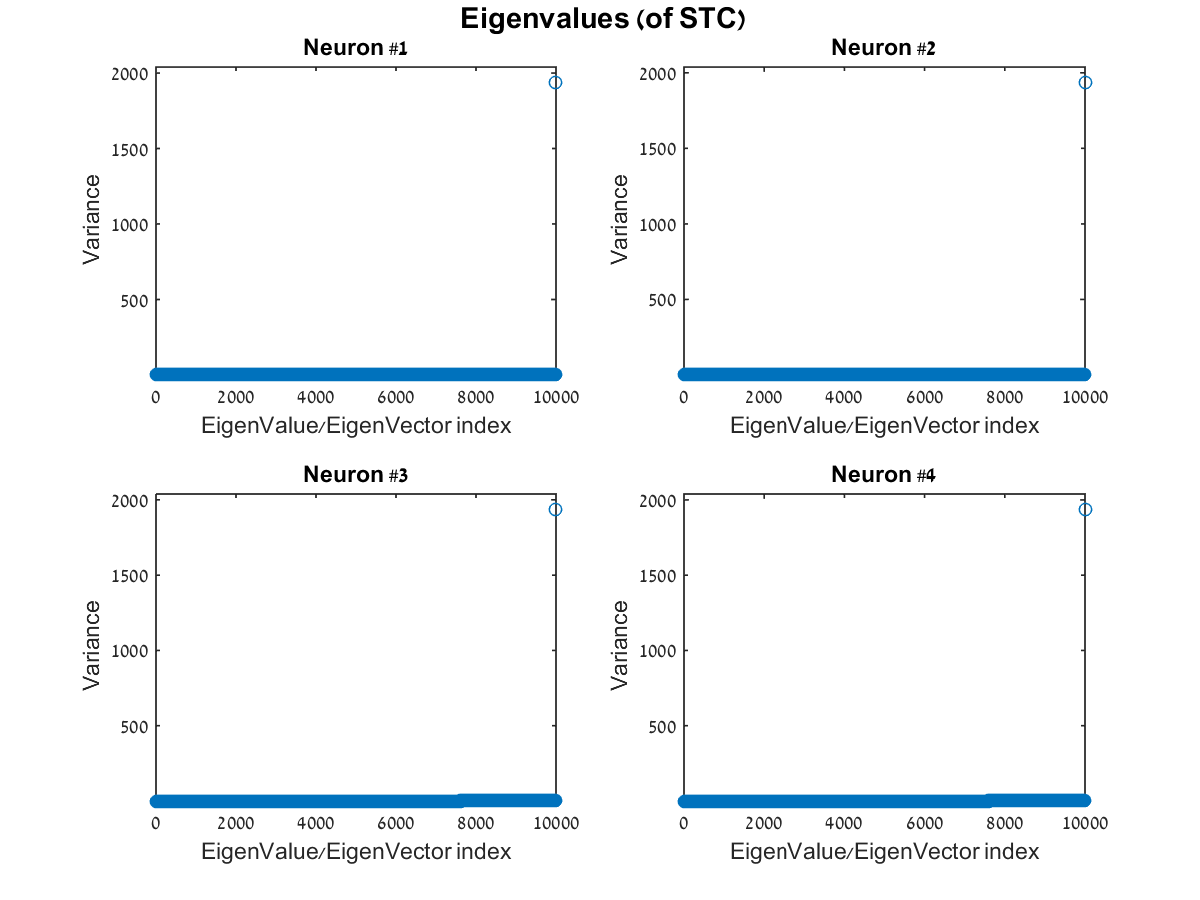 Eigenvalues (of STC)
Neuron #1
Neuron #2
2000
1500
1000
500
Variance
0 2000 4000 6000 8000 10000
EigenValue/EigenVector index
2000
1500
1000
500
Variance
0 2000 4000 6000 8000 10000
EigenValue/EigenVector index
Neuron #3
Neuron #4
2000
1500
1000
500
Variance
0 2000 4000 6000 8000 10000
EigenValue/EigenVector index
2000
1500
1000
500
Variance
0 2000 4000 6000 8000 10000
EigenValue/EigenVector index